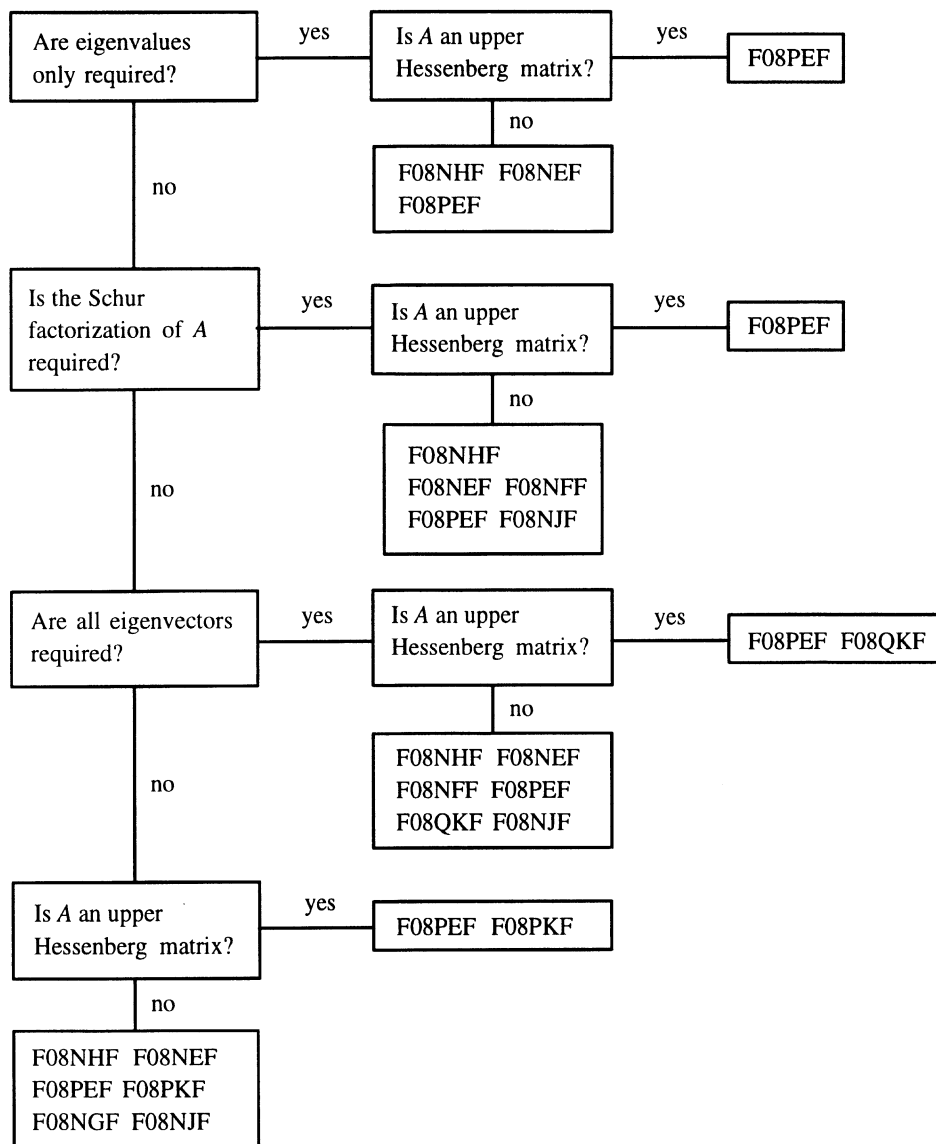 Are eigenvalues
only required?
yes
Is A an upper
Hessenberg matrix?
yes
F08PEF
no
F08NHF F08NEF
F08PEF
no
Is the Schur
factorization of A
required?
yes
Is A an upper
Hessenberg matrix?
yes
F08PEF
no
F08NHF
F08NEF F08NFF
F08PEF F08NJF
no
Are all eigenvectors
required?
yes
Is A an upper
Hessenberg matrix?
yes
F08PEF F08QKF
no
F08NHF F08NEF
F08NFF F08PEF
F08QKF F08NJF
no
Is A an upper
Hessenberg matrix?
yes
F08PEF F08PKF
no
F08NHF F08NEF
F08PEF F08PKF
F08NGF F08NJF